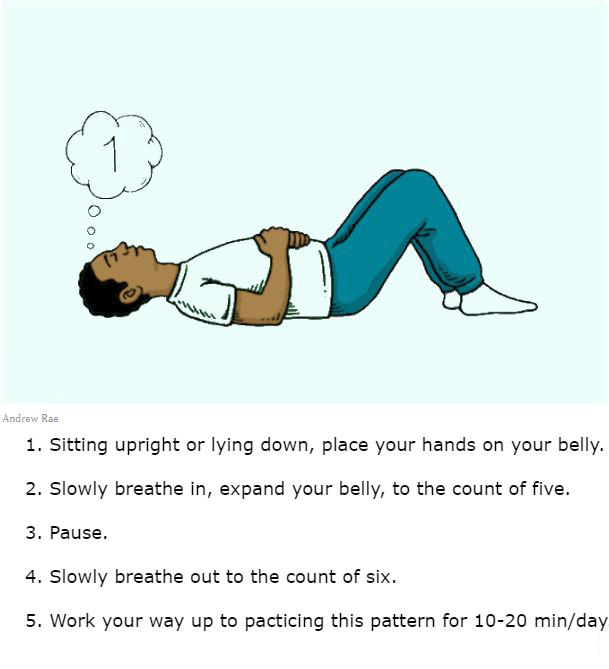 1
Andrew Rae
1. Sitting upright or lying down, place your hands on your belly.
2. Slowly breathe in, expand your belly, to the count of five.
3. Pause.
4. Slowly breathe out to the count of six.
5. Work your way up to pacticing this pattern for 10-20 min/day